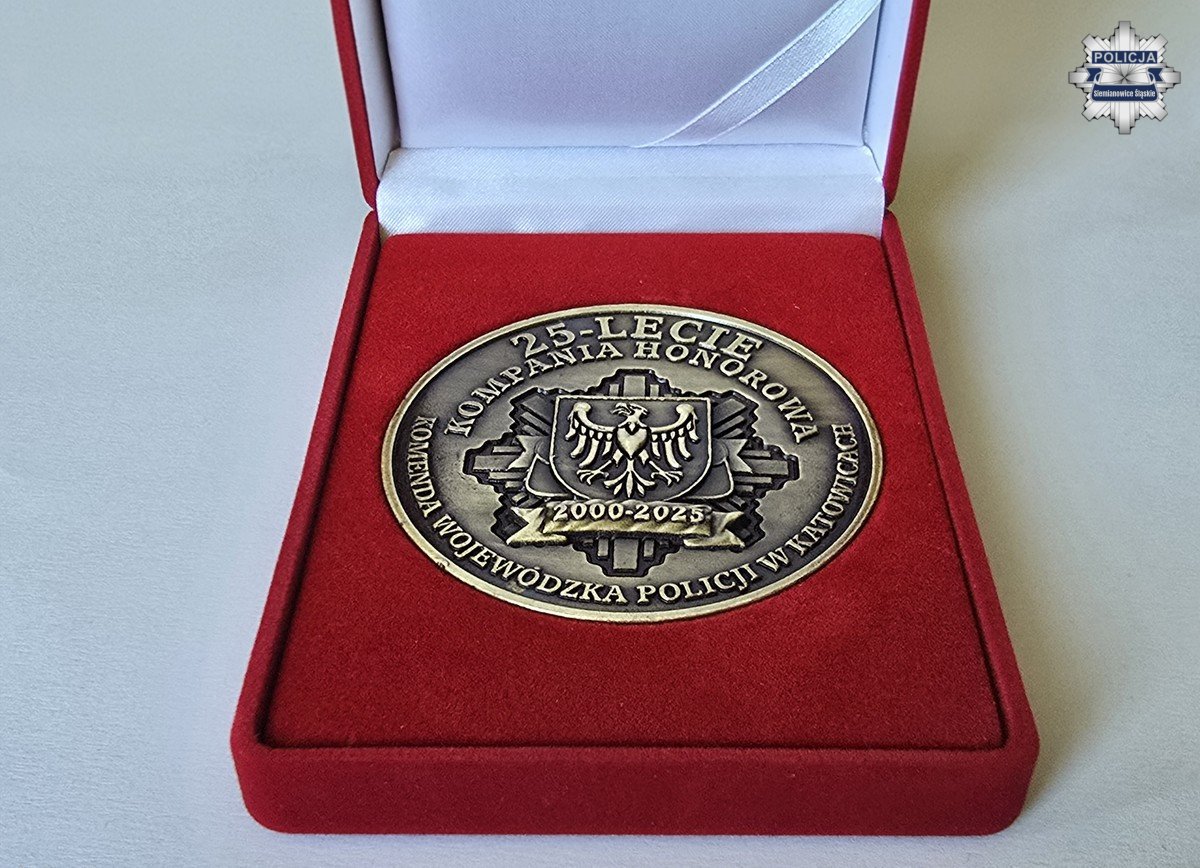 POLICJA
Siemianowice Śląskie
25-LECIE
KOMPANIA HONOROWA
2000-2025
KOMENDA WOJEWÓDZKA POLICJI W KATOWICACH